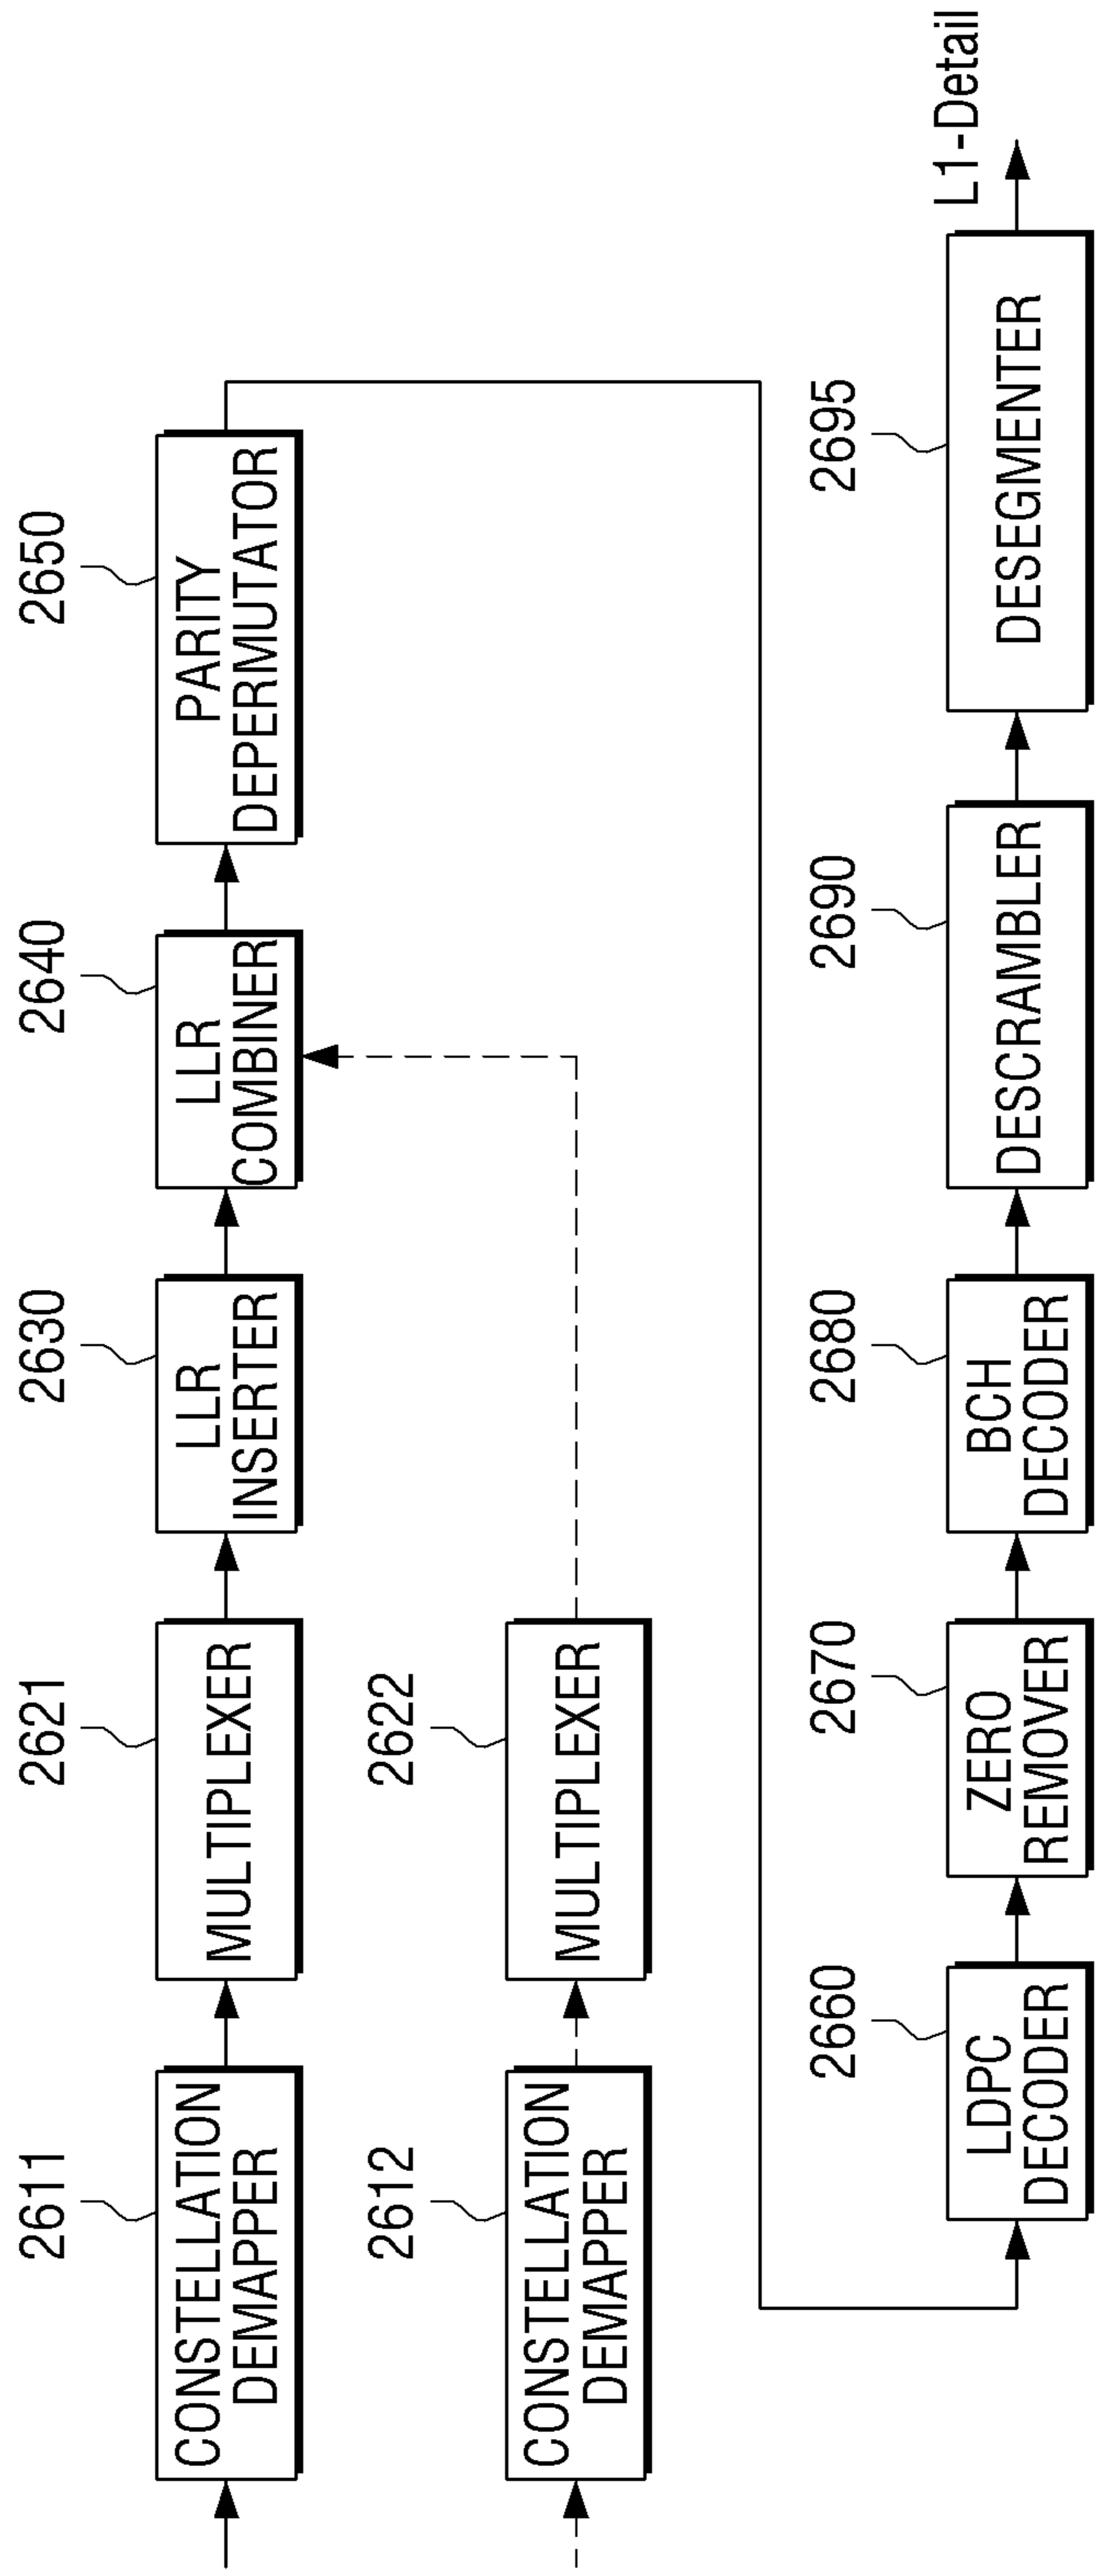 2611
CONSTELLATION
DEMAPPER
2621
MULTIPLEXER
2630
LLR
INSERTER
2640
LLR
COMBINER
2650
PARITY
DEPERMUTATOR
2612
CONSTELLATION
DEMAPPER
2622
MULTIPLEXER
2660
LDPC
DECODER
2670
ZERO
REMOVER
2680
BCH
DECODER
2690
DESCRAMBLER
2695
DESEGMENTER
L1-Detail